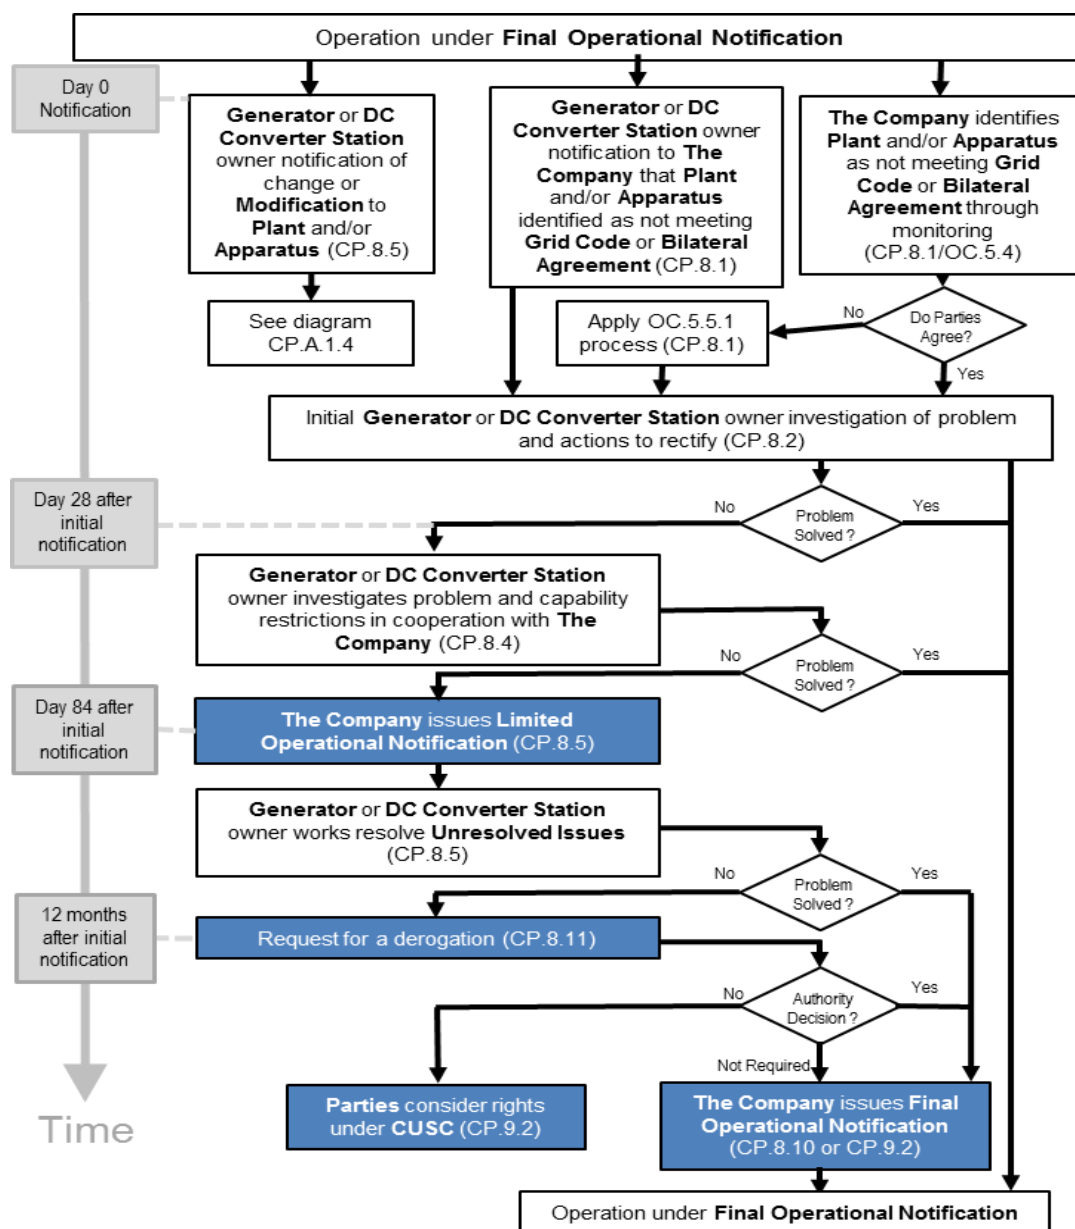 Operation under Final Operational Notification
Day 0
Notification
Generator or DC
Converter Station
owner notification of
change or
Modification to
Plant and/or
Apparatus (CP.8.5)
Generator or DC
Converter Station owner
notification to The
Company that Plant
and/or Apparatus
identified as not meeting
Grid Code or Bilateral
Agreement (CP.8.1)
The Company identifies
Plant and/or Apparatus
as not meeting Grid
Code or Bilateral
Agreement through
monitoring
(CP.8.1/OC.5.4)
See diagram
CP.A.1.4
Apply OC.5.5.1
process (CP.8.1)
No
Do Parties
Agree?
Yes
Initial Generator or DC Converter Station owner investigation of problem
and actions to rectify (CP.8.2)
Day 28 after
initial
notification
No
Problem
Solved ?
Yes
Generator or DC Converter Station
owner investigates problem and capability
restrictions in cooperation with The
Company (CP.8.4)
No
Problem
Solved ?
Yes
Day 84 after
initial
notification
The Company issues Limited
Operational Notification (CP.8.5)
Generator or DC Converter Station
owner works resolve Unresolved Issues
(CP.8.5)
No
Problem
Solved ?
Yes
12 months
after initial
notification
Request for a derogation (CP.8.11)
No
Authority
Decision ?
Yes
Not Required
Parties consider rights
under CUSC (CP.9.2)
The Company issues Final
Operational Notification
(CP.8.10 or CP.9.2)
Time
Operation under Final Operational Notification